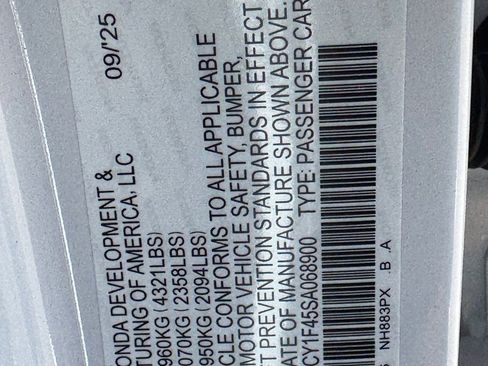 ONDA DEVELOPMENT & 09/'25
TURING OF AMERICA, LLC
960KG (4321LBS)
070KG (2358LBS)
950KG (2094LBS)
CLE CONFORMS TO ALL APPLICABLE
MOTOR VEHICLE SAFETY, BUMPER,
T PREVENTION STANDARDS IN EFFECT
ATE OF MANUFACTURE SHOWN ABOVE.
CY1F45SA068900 TYPE: PASSENGER CAR
NH883PX B A